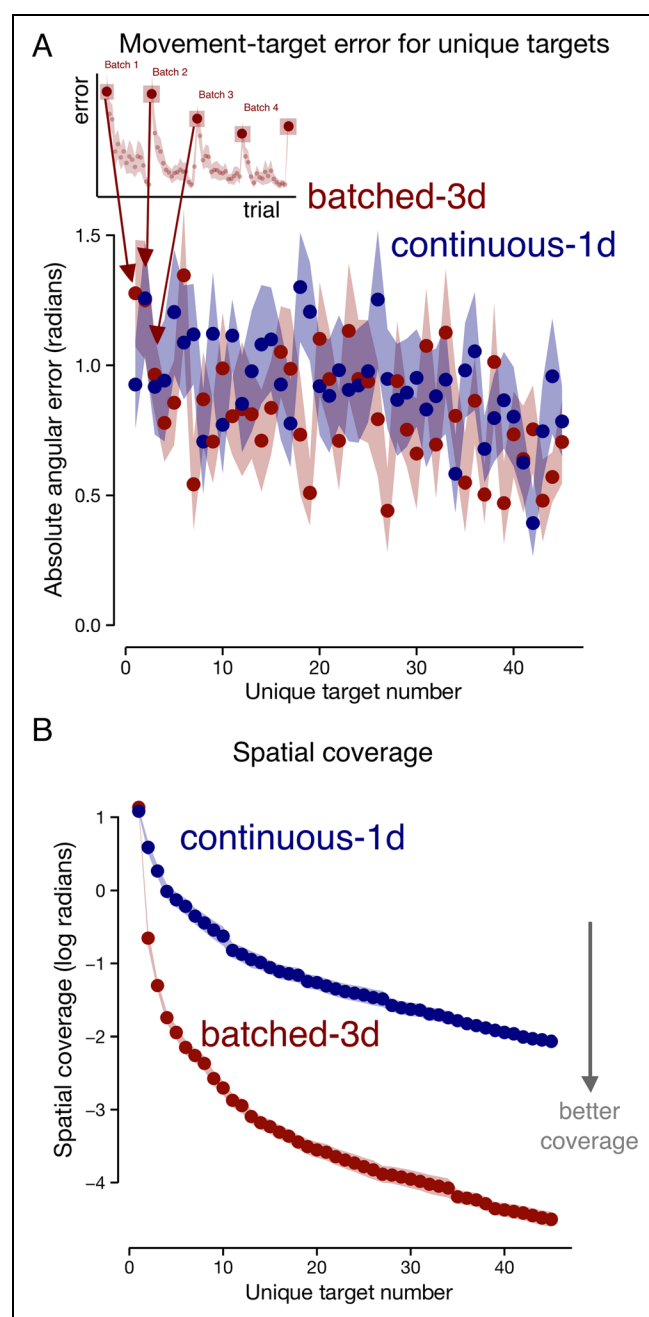 A
Movement-target error for unique targets
Batch 1
Batch 2
Batch 3
Batch 4
error
trial
batched-3d
continuous-1d
Absolute angular error (radians)
1.5
1.0
0.5
0.0
0 10 20 30 40
Unique target number
B
Spatial coverage
continuous-1d
batched-3d
Spatial coverage (log radians)
1
0
−1
−2
−3
−4
better
coverage
0 10 20 30 40
Unique target number